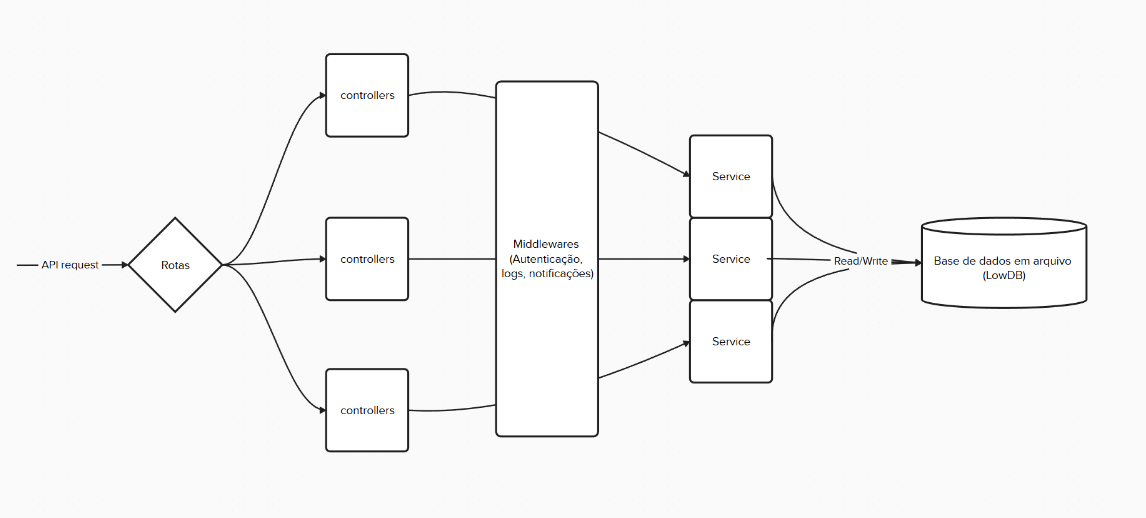 API request
Rotas
controllers
controllers
controllers
Middlewares
(Autenticação,
logs, notificações)
Service
Service
Service
Read/Write
Base de dados em arquivo
(LowDB)